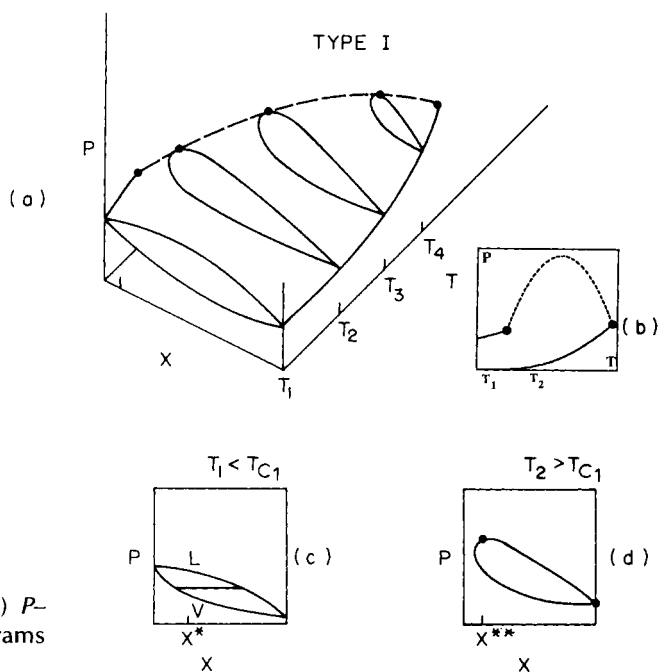 TYPE I
P
(a)
T4
T3
T
T2
X
T1
P
(b)
T1 T2 T
T1 < TC1
T2 > TC1
P L (c)
V
X*
X
P (d)
X**
X
) P–
rams